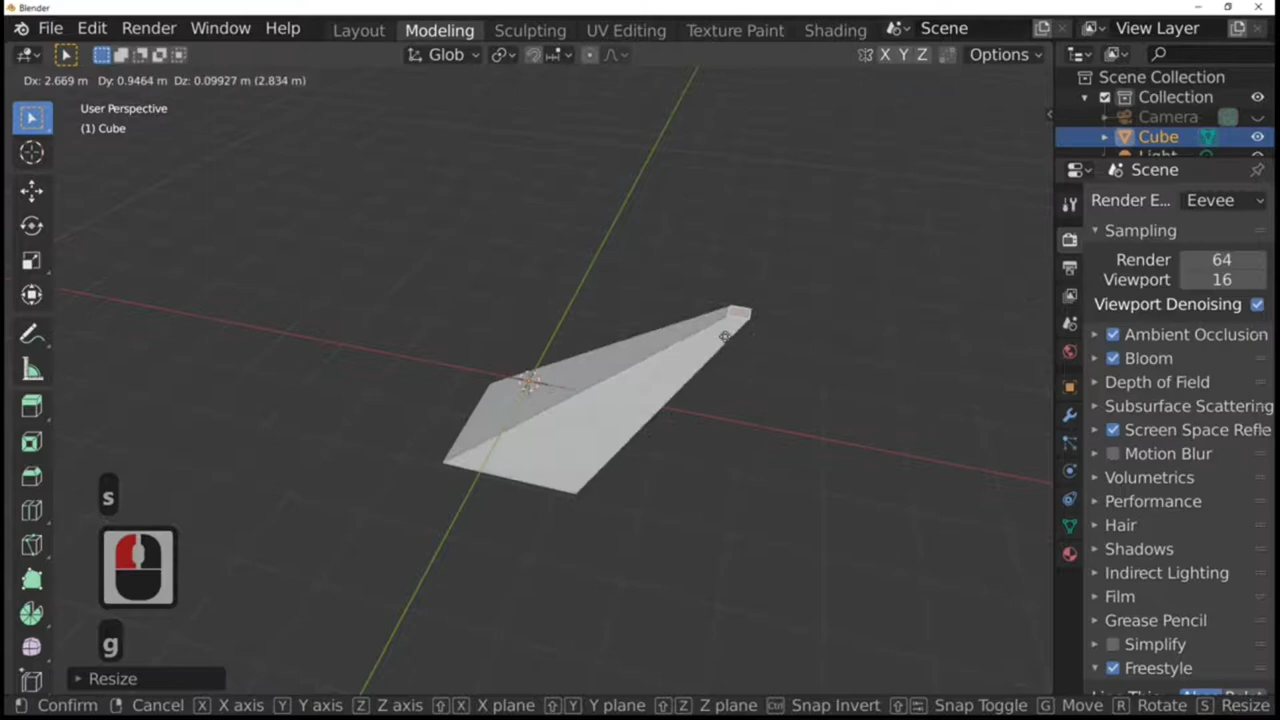 Blender
File Edit Render Window Help Layout Modeling Sculpting UV Editing Texture Paint Shading Scene View Layer
Glob X Y Z Options
Dx: 2.669 m Dy: 0.9464 m Dz: 0.09927 m (2.834 m)
User Perspective
(1) Cube
s
g
Resize
Scene Collection
Collection
Camera
Cube
Scene
Render E... Eevee
Sampling
Render 64
Viewport 16
Viewport Denoising
Ambient Occlusion
Bloom
Depth of Field
Subsurface Scattering
Screen Space Refle
Motion Blur
Volumetrics
Performance
Hair
Shadows
Indirect Lighting
Film
Grease Pencil
Simplify
Freestyle
Confirm Cancel X X axis Y Y axis Z Z axis X X plane Y Y plane Z Z plane Ctrl Snap Invert Snap Toggle G Move R Rotate S Resize